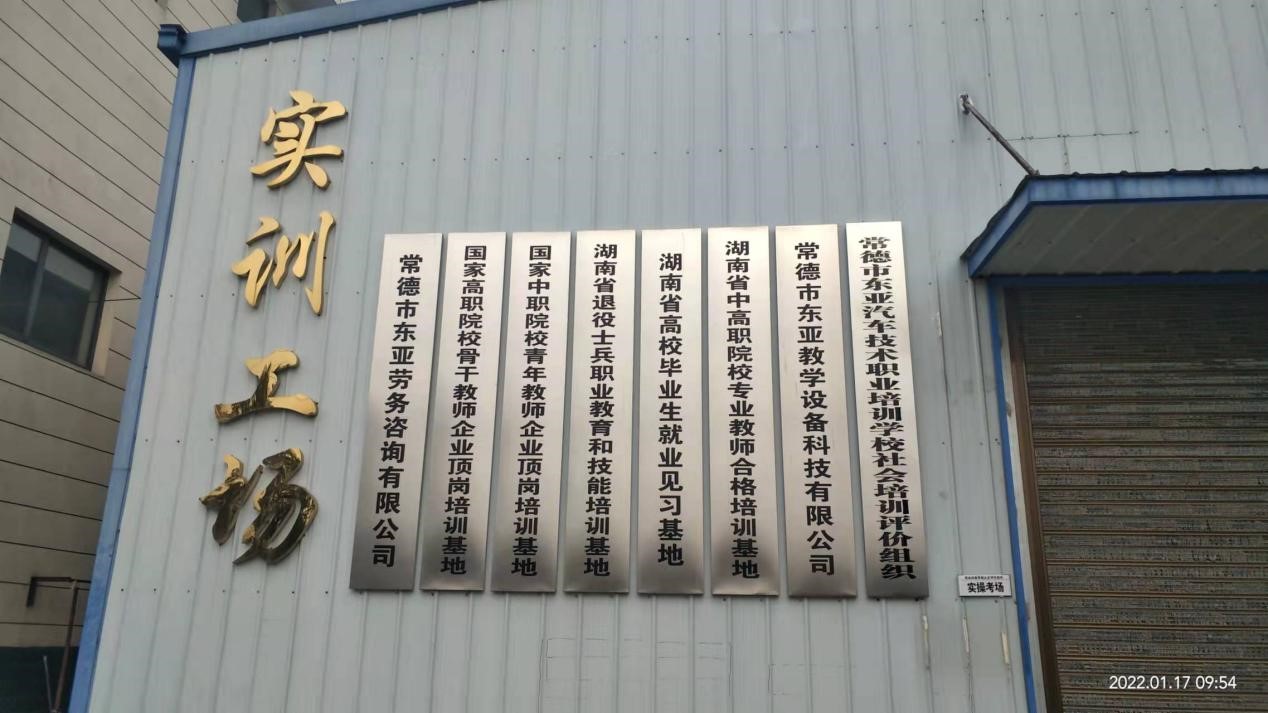 实训工场
常德市东亚劳务咨询有限公司
国家高职院校骨干教师企业顶岗培训基地
国家中职院校青年教师企业顶岗培训基地
湖南省退役士兵职业教育和技能培训基地
湖南省高校毕业生就业见习基地
湖南省中高职院校专业教师合格培训基地
常德市东亚教学设备科技有限公司
常德市东亚汽车技术职业培训学校社会培训评价组织
实操考场
2022.01.17 09:54